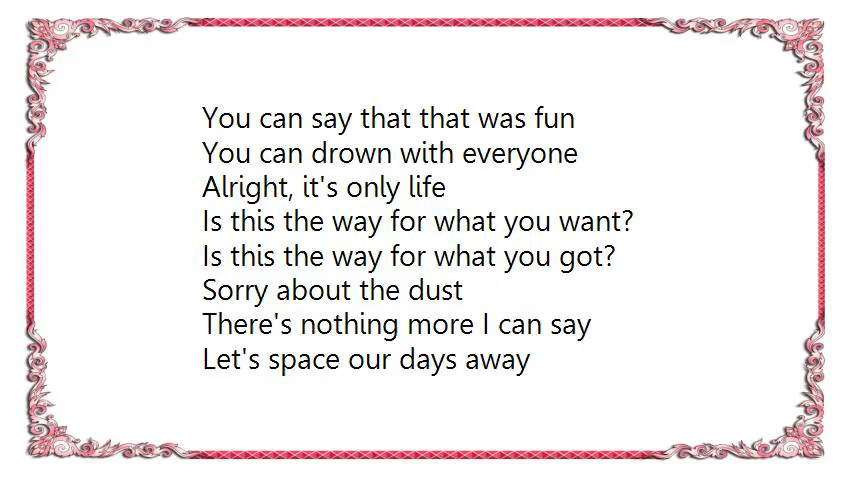 You can say that that was fun
You can drown with everyone
Alright, it's only life
Is this the way for what you want?
Is this the way for what you got?
Sorry about the dust
There's nothing more I can say
Let's space our days away